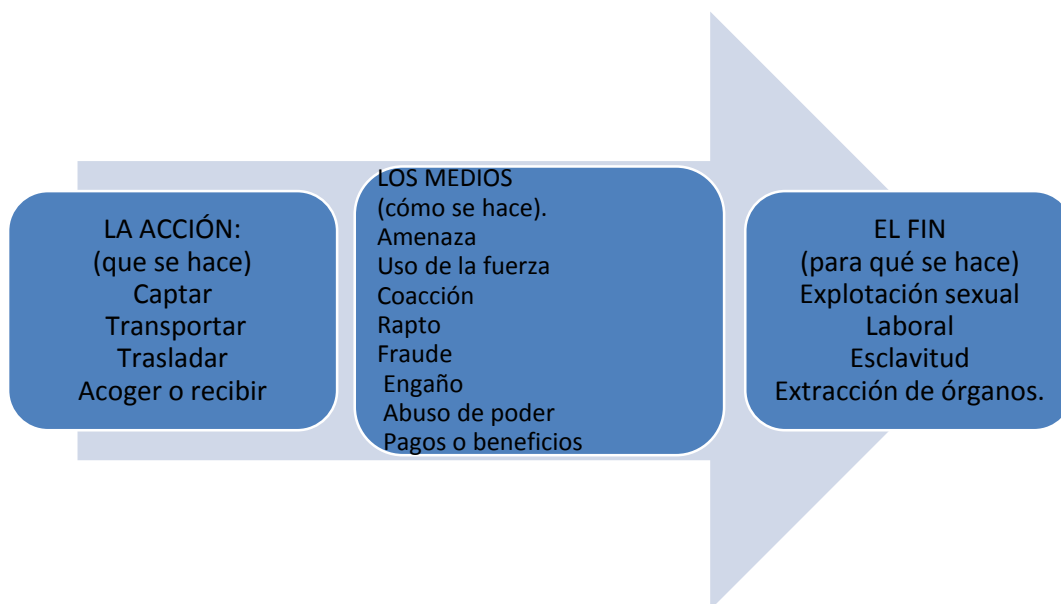 LA ACCIÓN:
(que se hace)
Captar
Transportar
Trasladar
Acoger o recibir
LOS MEDIOS
(cómo se hace).
Amenaza
Uso de la fuerza
Coacción
Rapto
Fraude
Engaño
Abuso de poder
Pagos o beneficios
EL FIN
(para qué se hace)
Explotación sexual
Laboral
Esclavitud
Extracción de órganos.